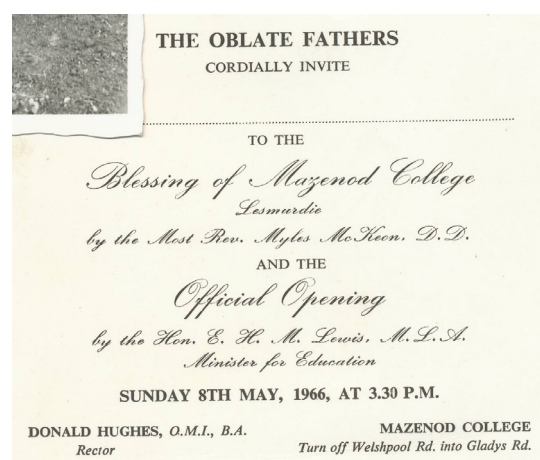 THE OBLATE FATHERS
CORDIALLY INVITE
TO THE
Blessing of Mazenod College
Lesmurdie
by the Most Rev. Myles McKeon, D.D.
AND THE
Official Opening
by the Hon. E. H. M. Lewis, M.L.A.
Minister for Education
SUNDAY 8TH MAY, 1966, AT 3.30 P.M.
DONALD HUGHES, O.M.I., B.A.
Rector
MAZENOD COLLEGE
Turn off Welshpool Rd. into Gladys Rd.